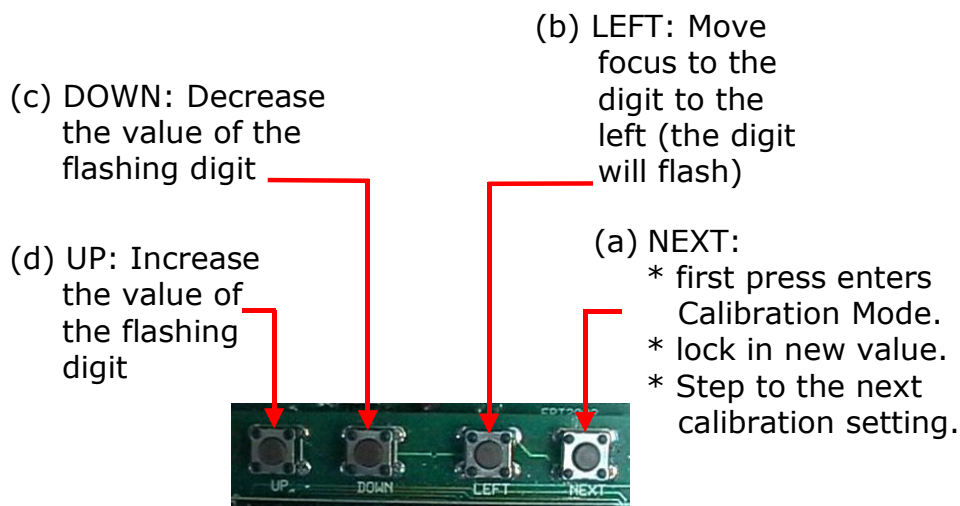 (b) LEFT: Move
focus to the
digit to the
left (the digit
will flash)
(c) DOWN: Decrease
the value of the
flashing digit
(a) NEXT:
* first press enters
Calibration Mode.
* lock in new value.
* Step to the next
calibration setting.
(d) UP: Increase
the value of
the flashing
digit
UP
DOWN
LEFT
NEXT